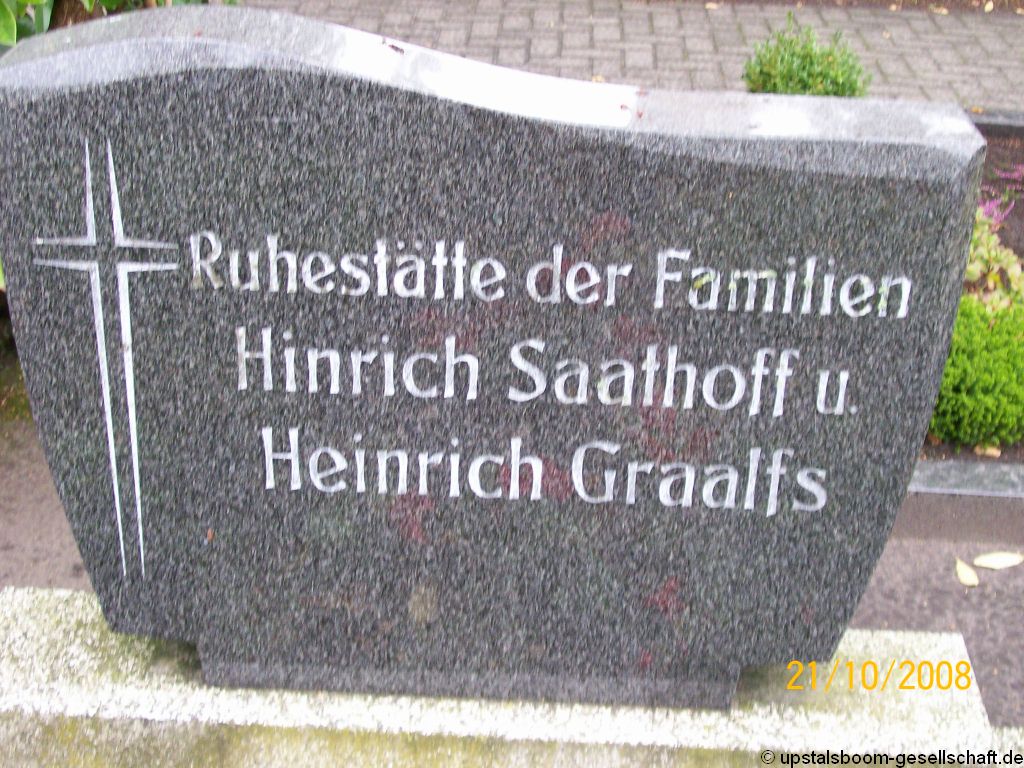 Ruhestätte der Familien
Hinrich Saathoff u.
Heinrich Graalfs
21/10/2008
© upstalsboom-gesellschaft.de